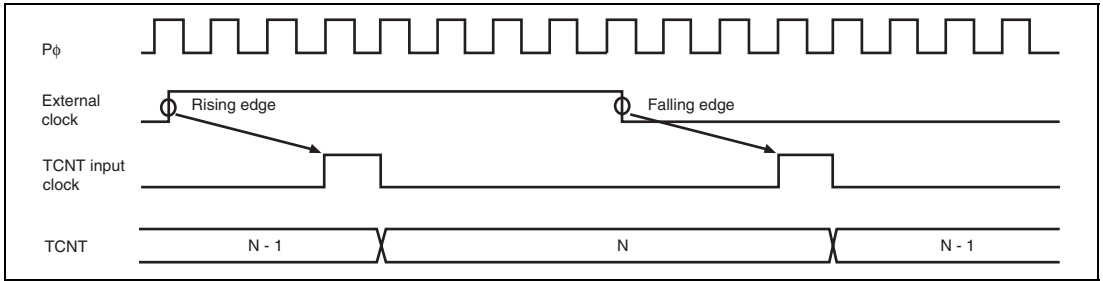 Pφ
External
clock
Rising edge
Falling edge
TCNT input
clock
TCNT
N - 1
N
N - 1